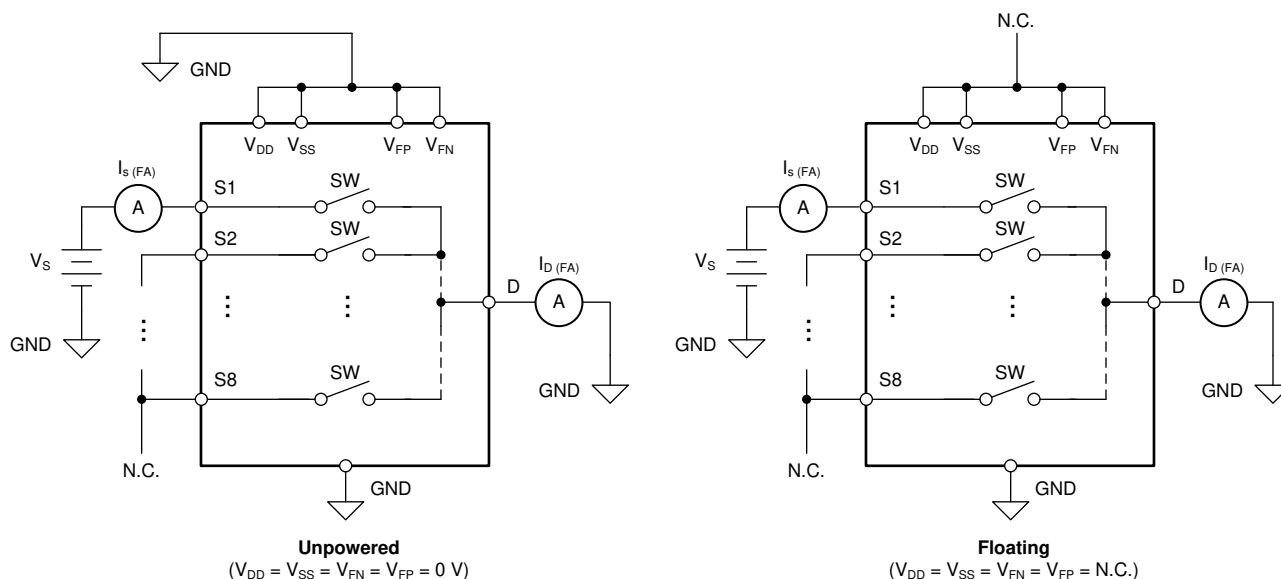 GND
V_DD V_SS V_FP V_FN
I_s (FA)
A
S1
SW
S2
SW
V_S
I_D (FA)
D
A
⋮
⋮
⋮
GND
S8
SW
GND
N.C.
GND
Unpowered
(V_DD = V_SS = V_FN = V_FP = 0 V)
N.C.
V_DD V_SS V_FP V_FN
I_s (FA)
A
S1
SW
S2
SW
V_S
I_D (FA)
D
A
⋮
⋮
⋮
GND
S8
SW
GND
N.C.
GND
Floating
(V_DD = V_SS = V_FN = V_FP = N.C.)